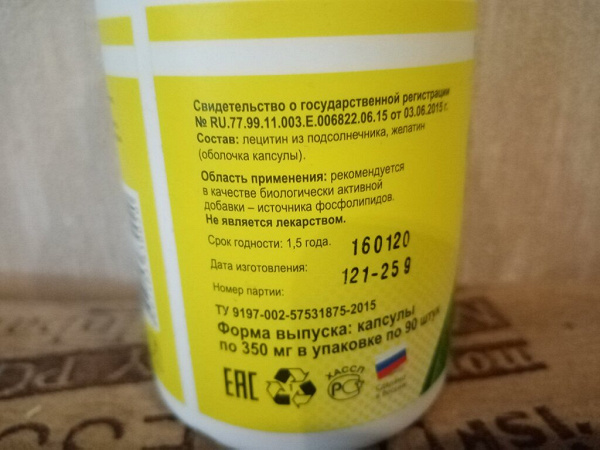 Свидетельство о государственной регистрации
№ RU.77.99.11.003.Е.006822.06.15 от 03.06.2015 г.
Состав: лецитин из подсолнечника, желатин
(оболочка капсулы).
Область применения: рекомендуется
в качестве биологически активной
добавки – источника фосфолипидов.
Не является лекарством.
Срок годности: 1,5 года. 160120
Дата изготовления: 121-259
Номер партии:
ТУ 9197-002-57531875-2015
Форма выпуска: капсулы
по 350 мг в упаковке по 90 штук
ЕАС
ХАССП
РСТ